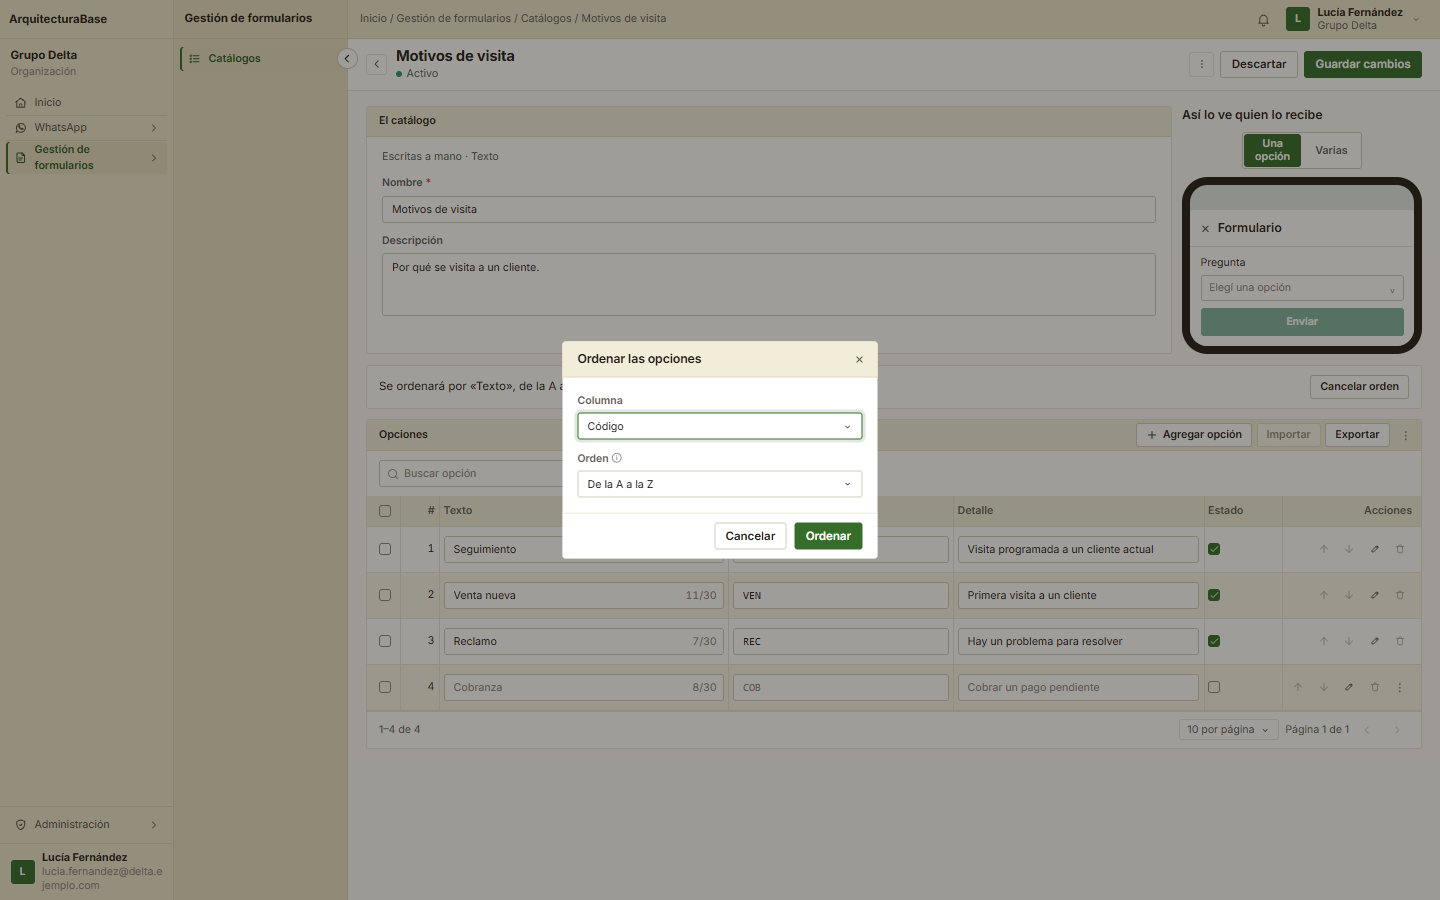 ArquitecturaBase
Gestión de formularios
Inicio / Gestión de formularios / Catálogos / Motivos de visita
L
Lucía Fernández
Grupo Delta
Grupo Delta
Organización
Inicio
WhatsApp
Gestión de
formularios
Catálogos
Motivos de visita
Activo
Descartar
Guardar cambios
El catálogo
Escritas a mano · Texto
Nombre *
Motivos de visita
Descripción
Por qué se visita a un cliente.
Así lo ve quien lo recibe
Una
opción
Varias
Formulario
Pregunta
Elegí una opción
Enviar
Se ordenará por «Texto», de la A a
Cancelar orden
Ordenar las opciones
Columna
Código
Orden
De la A a la Z
Cancelar
Ordenar
Opciones
Agregar opción
Importar
Exportar
Buscar opción
# Texto Detalle Estado Acciones
1 Seguimiento Visita programada a un cliente actual
2 Venta nueva 11/30 VEN Primera visita a un cliente
3 Reclamo 7/30 REC Hay un problema para resolver
4 Cobranza 8/30 COB Cobrar un pago pendiente
1–4 de 4
10 por página
Página 1 de 1
Administración
L
Lucía Fernández
lucia.fernandez@delta.e
jemplo.com